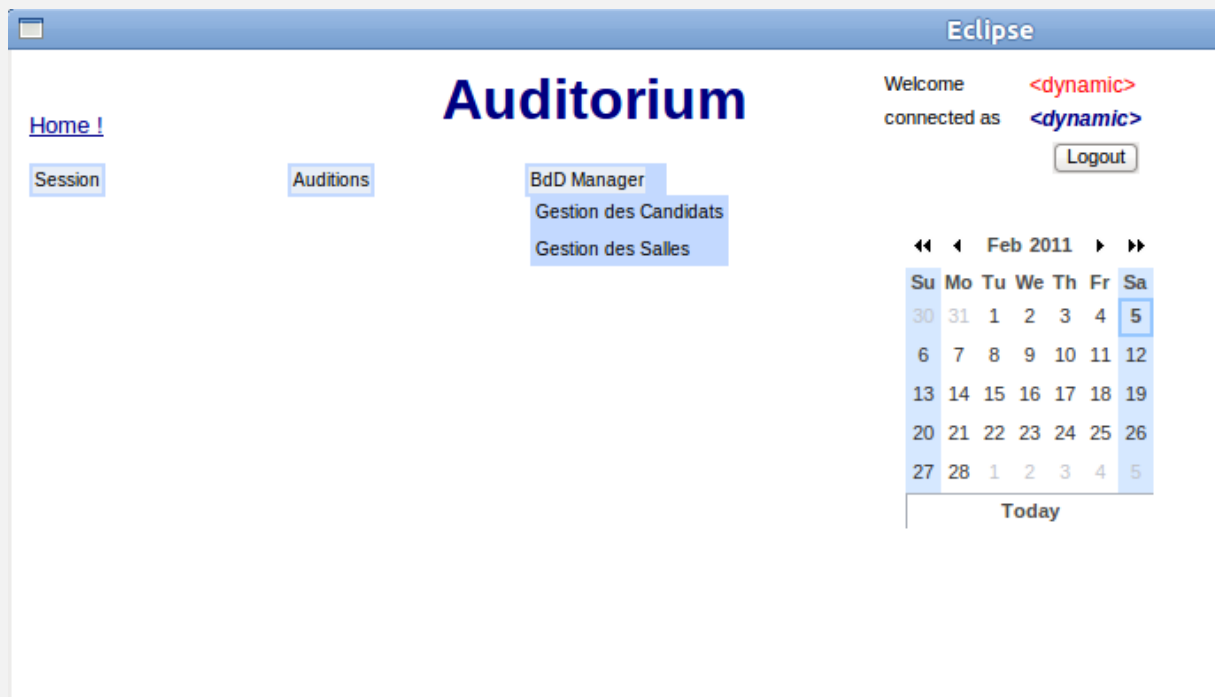 Eclipse
Auditorium
Welcome <dynamic>
connected as <dynamic>
Home !
Logout
Session Auditions BdD Manager
Gestion des Candidats
Gestion des Salles
Feb 2011
Su Mo Tu We Th Fr Sa
30 31 1 2 3 4 5
6 7 8 9 10 11 12
13 14 15 16 17 18 19
20 21 22 23 24 25 26
27 28 1 2 3 4 5
Today